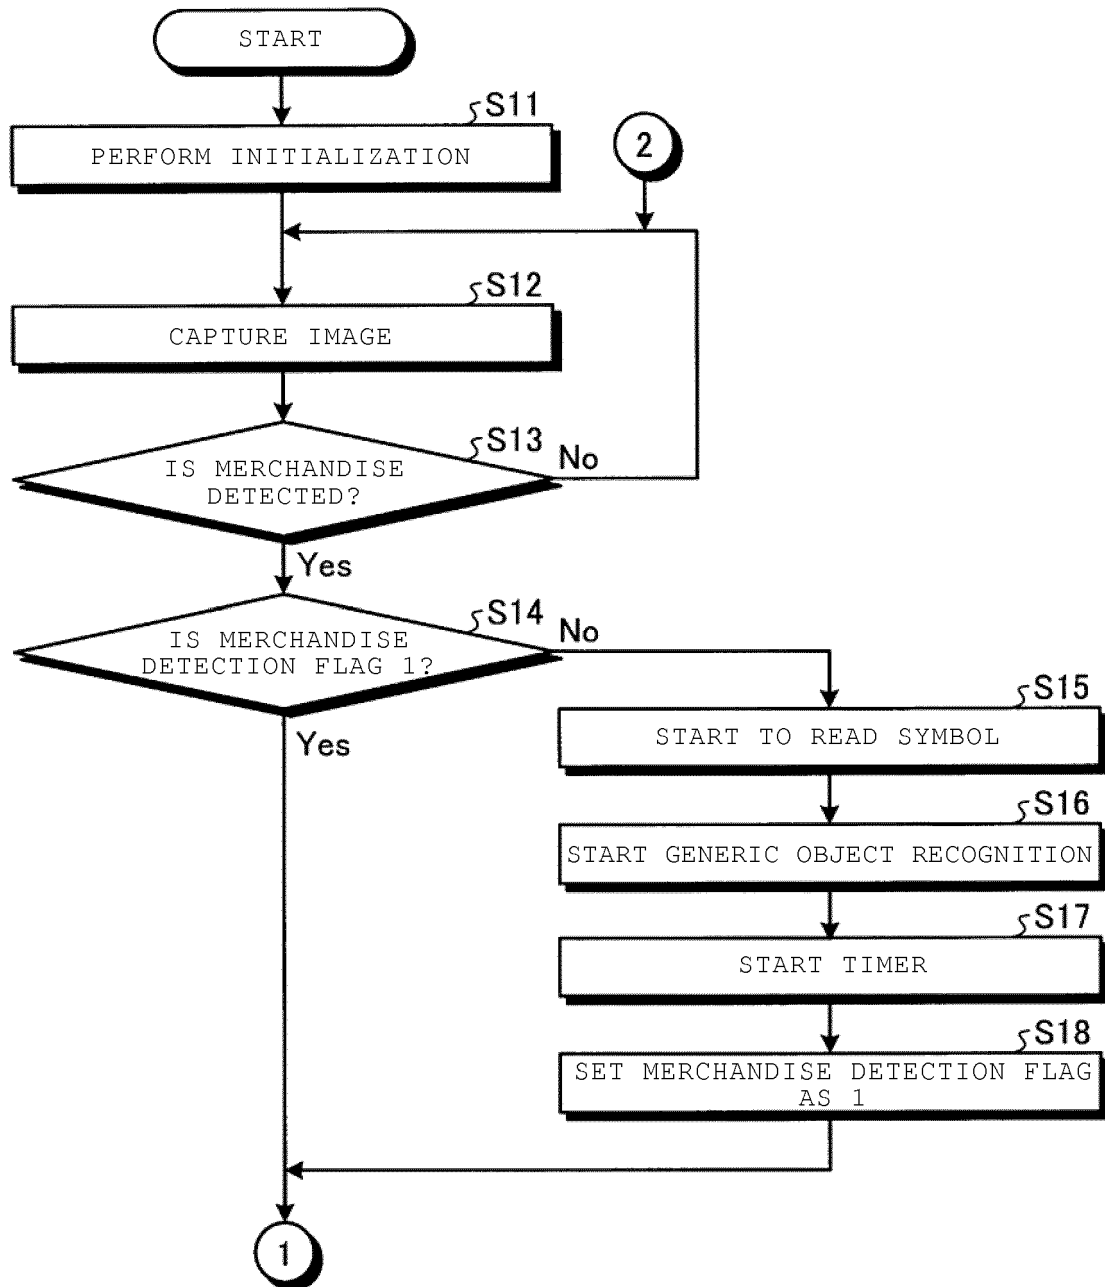 START
S11
PERFORM INITIALIZATION
2
S12
CAPTURE IMAGE
S13
IS MERCHANDISE
DETECTED?
No
Yes
S14
IS MERCHANDISE
DETECTION FLAG 1?
No
Yes
S15
START TO READ SYMBOL
S16
START GENERIC OBJECT RECOGNITION
S17
START TIMER
S18
SET MERCHANDISE DETECTION FLAG
AS 1
1